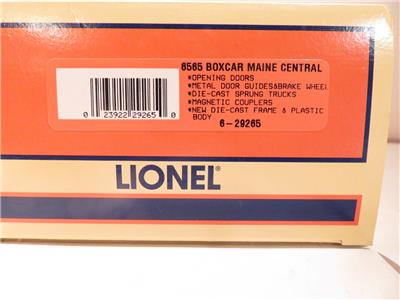 6565 BOXCAR MAINE CENTRAL
*OPENING DOORS
*METAL DOOR GUIDES&BRAKE WHEEL
*DIE-CAST SPRUNG TRUCKS
*MAGNETIC COUPLERS
*NEW DIE-CAST FRAME & PLASTIC
BODY
6-29265
0 23922 29265 0
LIONEL®